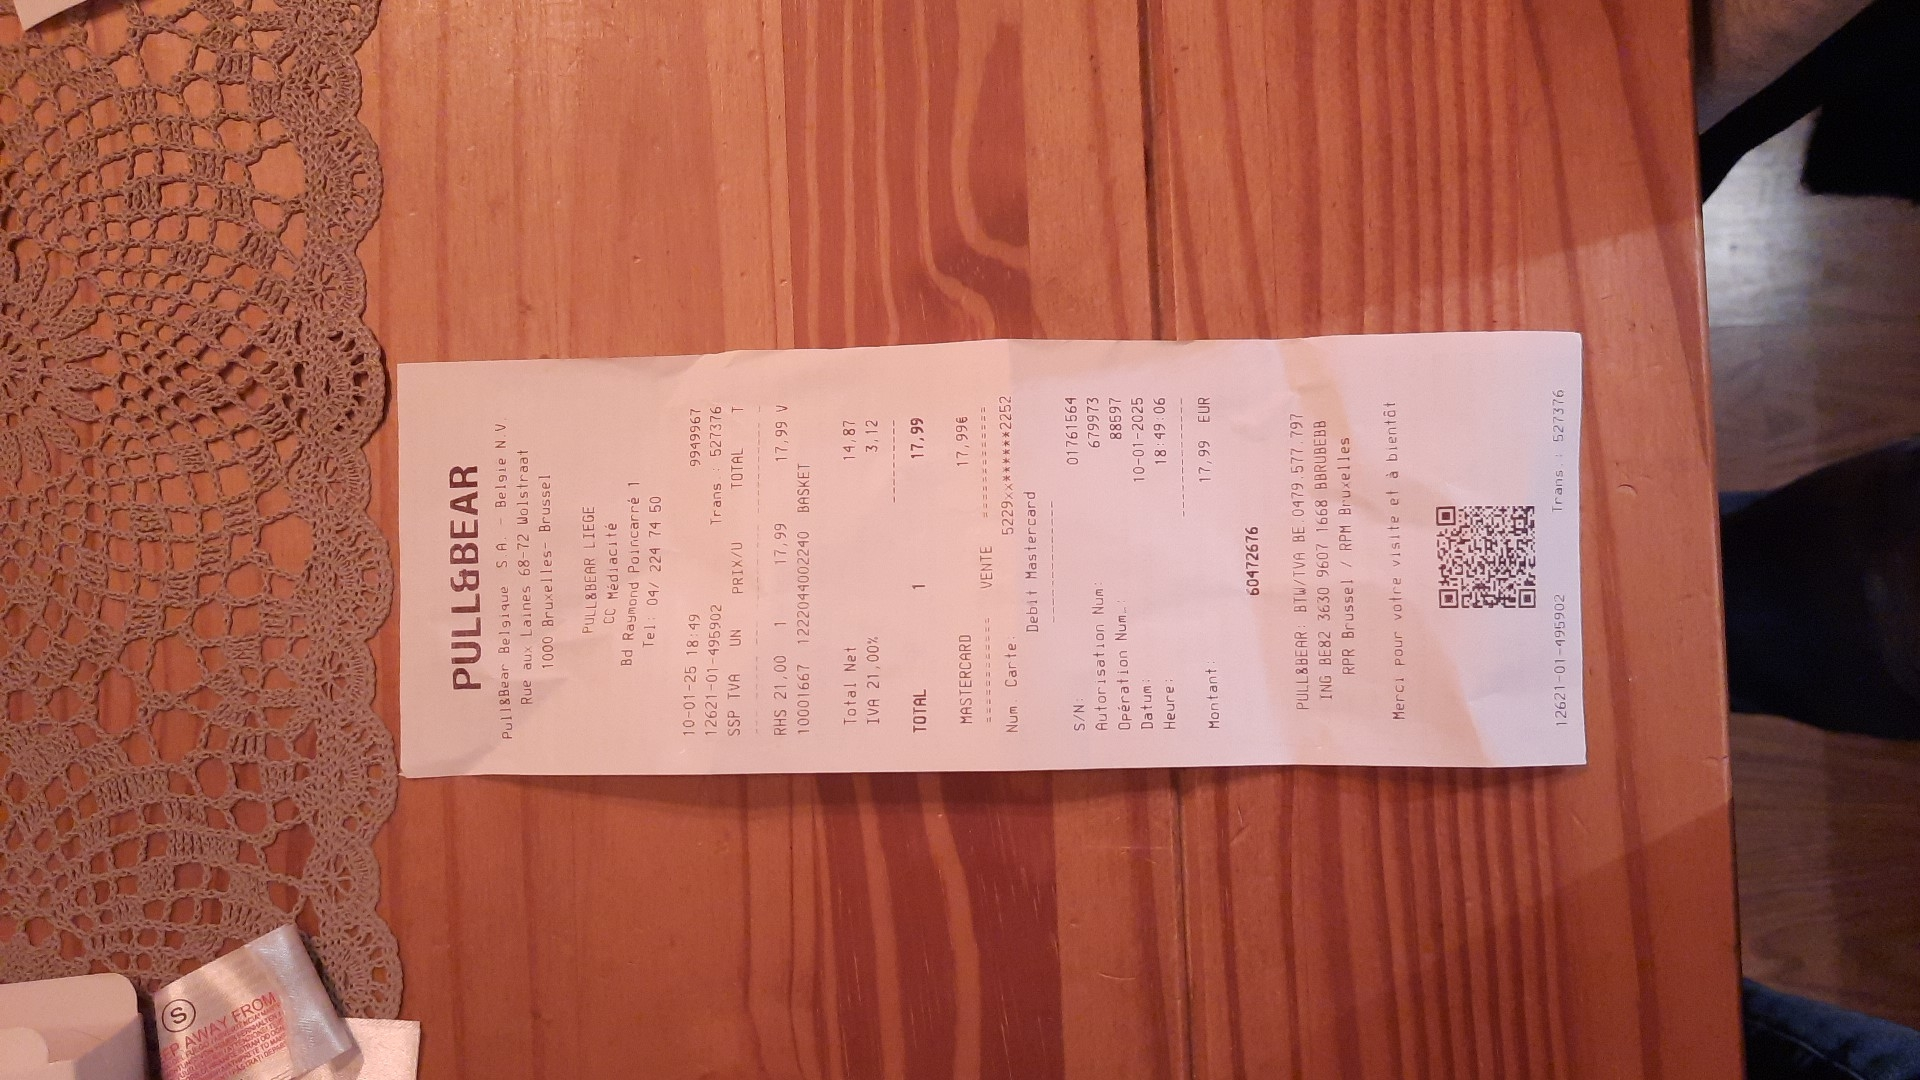 PULL&BEAR
Pull&Bear Belgique S A. - Belgie N.V.
Rue aux Laines 68-72 Wolstraat
1000 Bruxelles- Brussel
PULL&BEAR LIEGE
CC Médiacité
Bd Raymond Poincarré 1
Tel: 04/ 224 74 50
10-01-25 18:49 9949967
12621-01-495902 Trans.: 527376
SSP TVA UN PRIX/U TOTAL T
RHS 21,00 1 17,99 17,99 V
10001667 12220440022240 BASKET
Total Net 14,87
IVA 21,00% 3,12
TOTAL 1 17,99
MASTERCARD 17,99€
=========== VENTE ===========
Num. Carte: 5229xx******2252
Debit Mastercard
S/N: 01761564
Autorisation Num: 679973
Opération Num.: 88597
Datum: 10-01-2025
Heure: 18:49:06
Montant: 17,99 EUR
60472676
PULL&BEAR: BTW/TVA BE.0479.577.797
ING BE82 3630 9607 1668 BBRUBEBB
RPR Brussel / RPM Bruxelles
Merci pour votre visite et à bientôt
12621-01-495902 Trans.: 527376
S
EP AWAY FROM